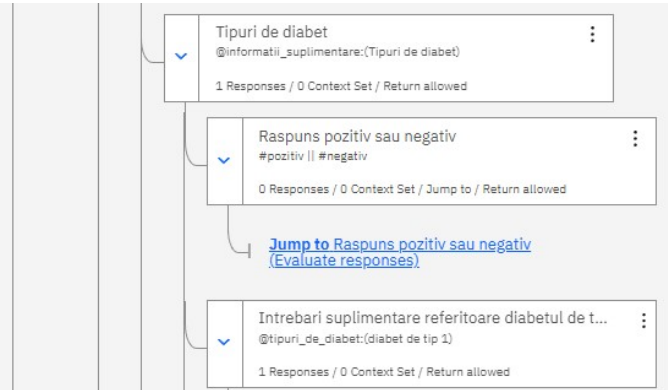 Tipuri de diabet
@informatii_suplimentare:(Tipuri de diabet)
1 Responses / 0 Context Set / Return allowed
Raspuns pozitiv sau negativ
#pozitiv || #negativ
0 Responses / 0 Context Set / Jump to / Return allowed
Jump to Raspuns pozitiv sau negativ
(Evaluate responses)
Intrebari suplimentare referitoare diabetul de t...
@tipuri_de_diabet:(diabet de tip 1)
1 Responses / 0 Context Set / Return allowed